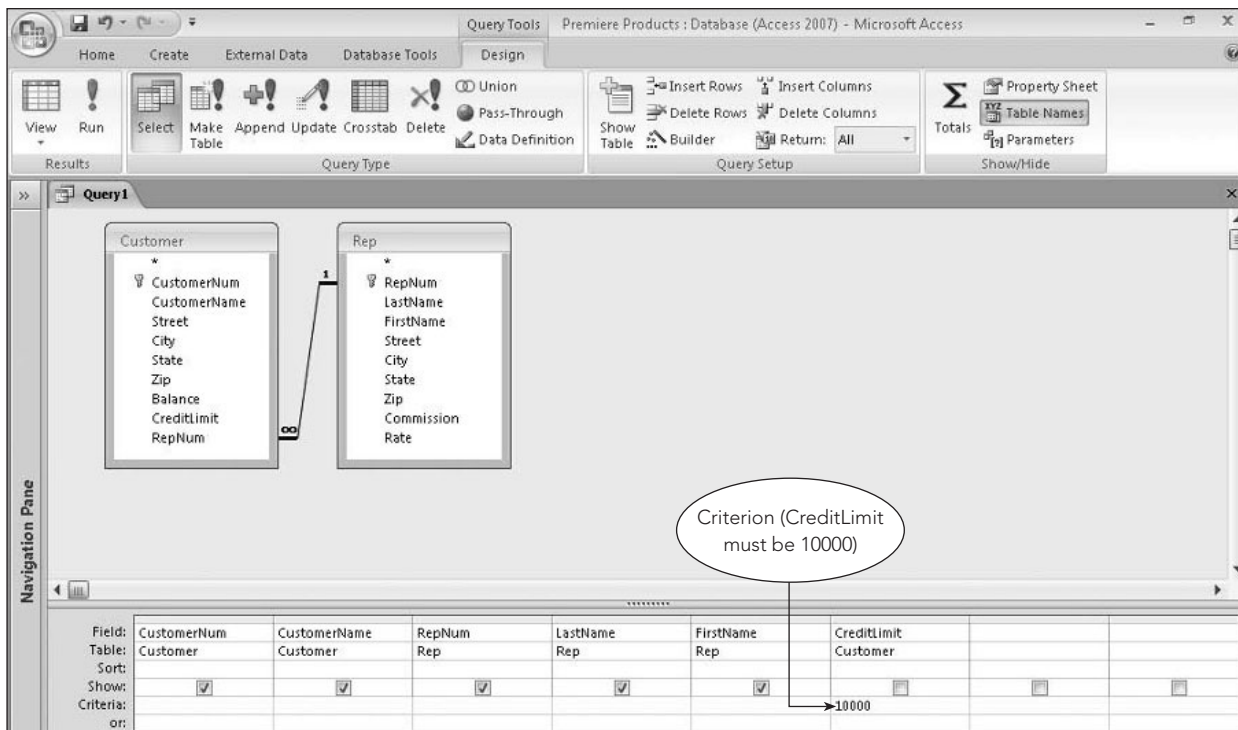 Query Tools Premiere Products : Database (Access 2007) - Microsoft Access
Home Create External Data Database Tools Design
View Run Select Make Table Append Update Crosstab Delete
Union
Pass-Through
Data Definition
Show Table
Insert Rows Insert Columns
Delete Rows Delete Columns
Builder Return: All
Σ Totals
Property Sheet
XYZ Table Names
[?] Parameters
Results Query Type Query Setup Show/Hide
» Query1
Navigation Pane
Customer
*
CustomerNum
CustomerName
Street
City
State
Zip
Balance
CreditLimit
RepNum
1
∞
Rep
*
RepNum
LastName
FirstName
Street
City
State
Zip
Commission
Rate
Criterion (CreditLimit
must be 10000)
Field: CustomerNum CustomerName RepNum LastName FirstName CreditLimit
Table: Customer Customer Rep Rep Rep Customer
Sort:
Show:
Criteria: 10000
or: